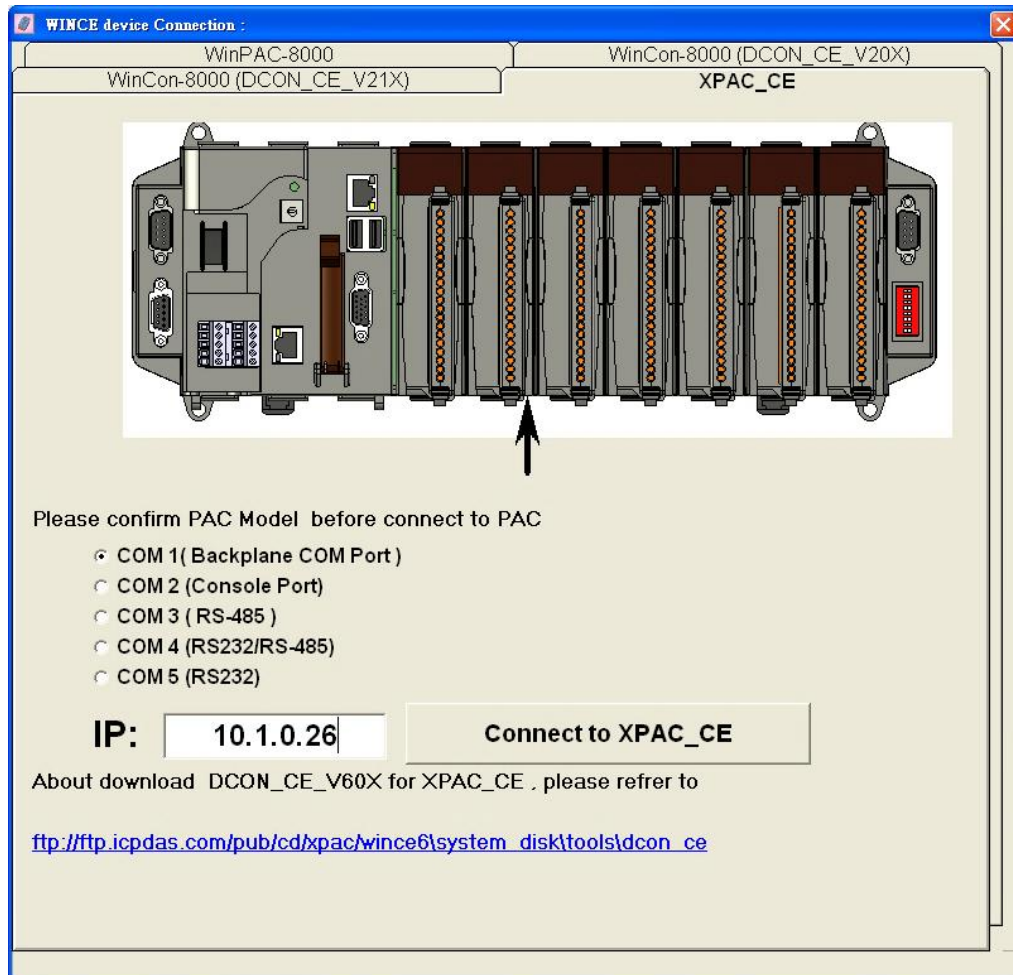 WINCE device Connection :
WinPAC-8000
WinCon-8000 (DCON_CE_V20X)
WinCon-8000 (DCON_CE_V21X)
XPAC_CE
Please confirm PAC Model before connect to PAC
COM 1( Backplane COM Port )
COM 2 (Console Port)
COM 3 ( RS-485 )
COM 4 (RS232/RS-485)
COM 5 (RS232)
IP: 10.1.0.26 Connect to XPAC_CE
About download DCON_CE_V60X for XPAC_CE , please refrer to
ftp://ftp.icpdas.com/pub/cd/xpac/wince6\system_disk\tools\dcon_ce